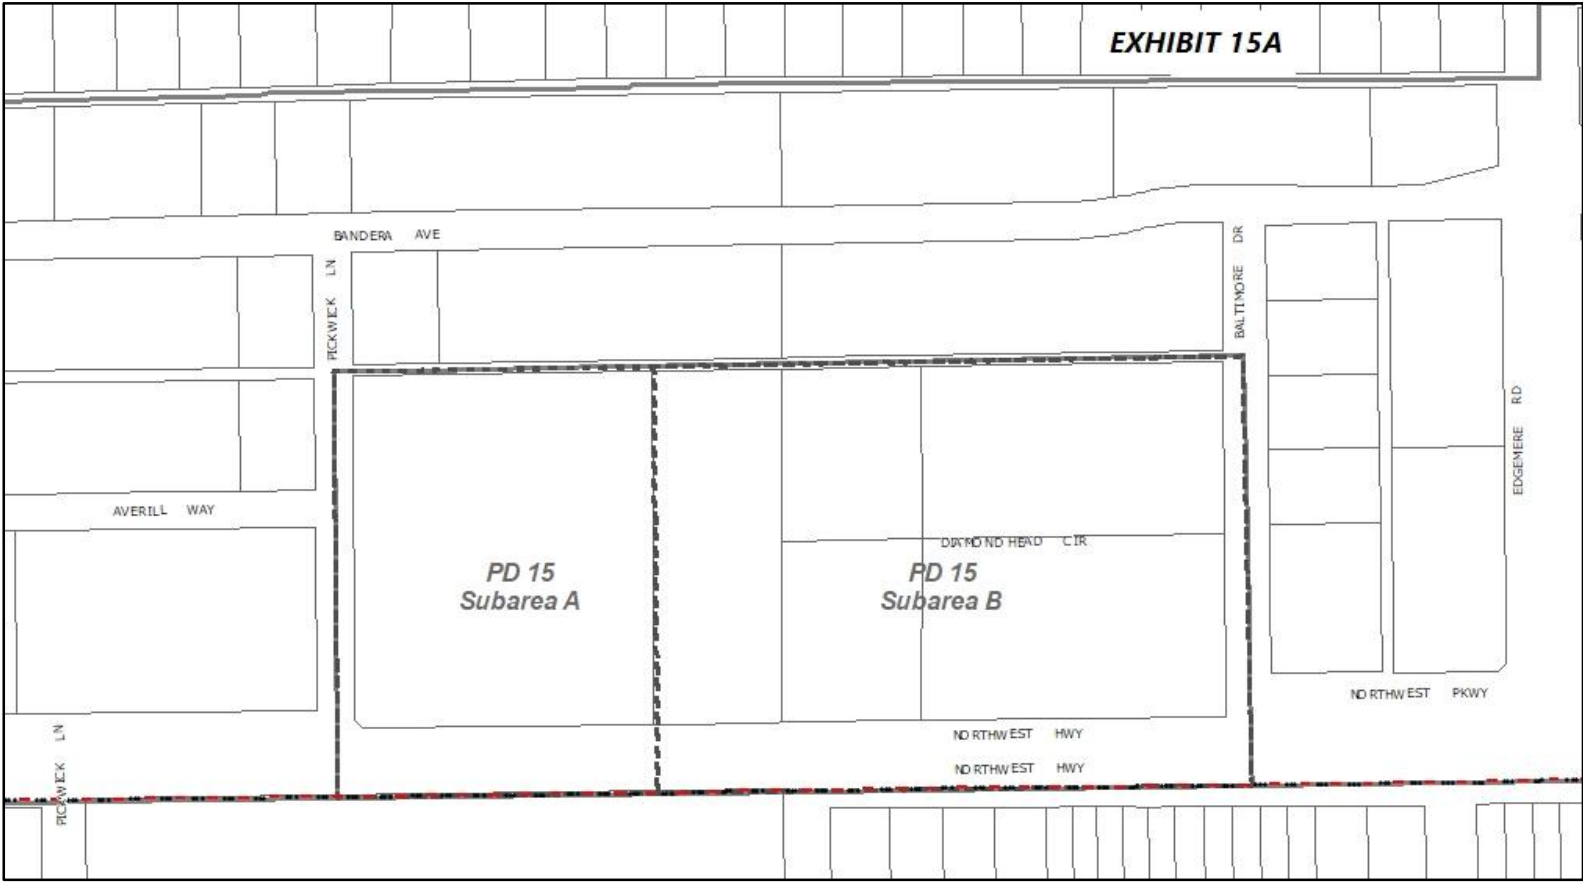 EXHIBIT 15A
BANDERA AVE
PICKWICK LN
BALTIMORE DR
EDGEMERE RD
AVERILL WAY
DIAMOND HEAD CIR
PD 15
Subarea A
PD 15
Subarea B
NORTHWEST PKWY
NORTHWEST HWY
NORTHWEST HWY
PICKWICK LN